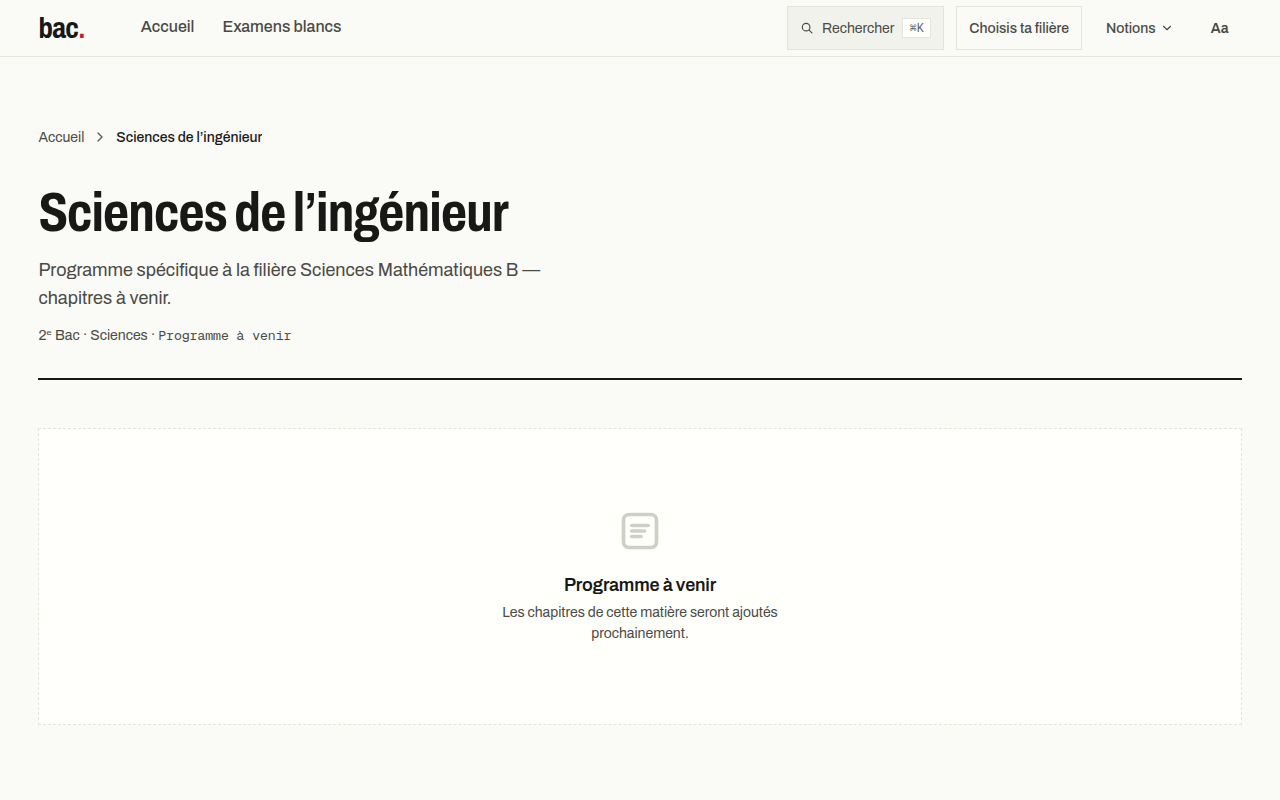 bac. Accueil Examens blancs Rechercher ⌘K Choisis ta filière Notions Aa
Accueil Sciences de l’ingénieur
Sciences de l’ingénieur
Programme spécifique à la filière Sciences Mathématiques B —
chapitres à venir.
2ᵉ Bac · Sciences · Programme à venir
Programme à venir
Les chapitres de cette matière seront ajoutés
prochainement.